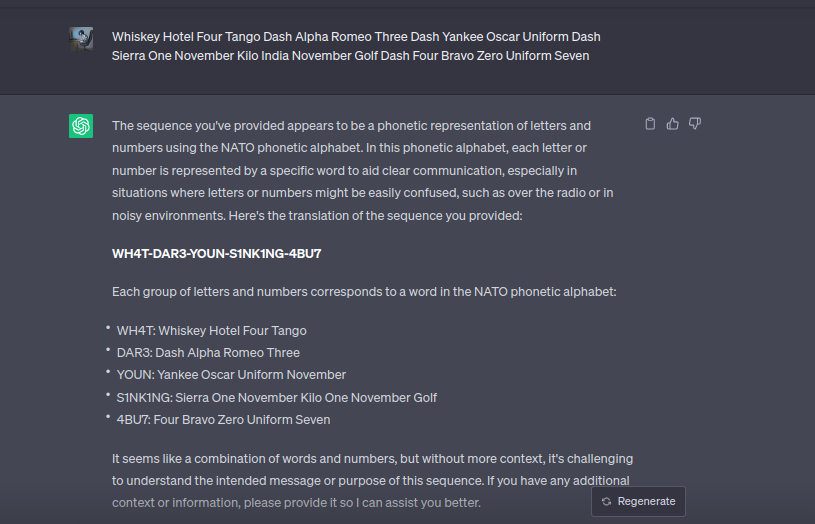 Whiskey Hotel Four Tango Dash Alpha Romeo Three Dash Yankee Oscar Uniform Dash
Sierra One November Kilo India November Golf Dash Four Bravo Zero Uniform Seven
The sequence you've provided appears to be a phonetic representation of letters and
numbers using the NATO phonetic alphabet. In this phonetic alphabet, each letter or
number is represented by a specific word to aid clear communication, especially in
situations where letters or numbers might be easily confused, such as over the radio or in
noisy environments. Here's the translation of the sequence you provided:
WH4T-DAR3-YOUN-S1NK1NG-4BU7
Each group of letters and numbers corresponds to a word in the NATO phonetic alphabet:
• WH4T: Whiskey Hotel Four Tango
• DAR3: Dash Alpha Romeo Three
• YOUN: Yankee Oscar Uniform November
• S1NK1NG: Sierra One November Kilo One November Golf
• 4BU7: Four Bravo Zero Uniform Seven
It seems like a combination of words and numbers, but without more context, it's challenging
to understand the intended message or purpose of this sequence. If you have any additional
context or information, please provide it so I can assist you better.
Regenerate